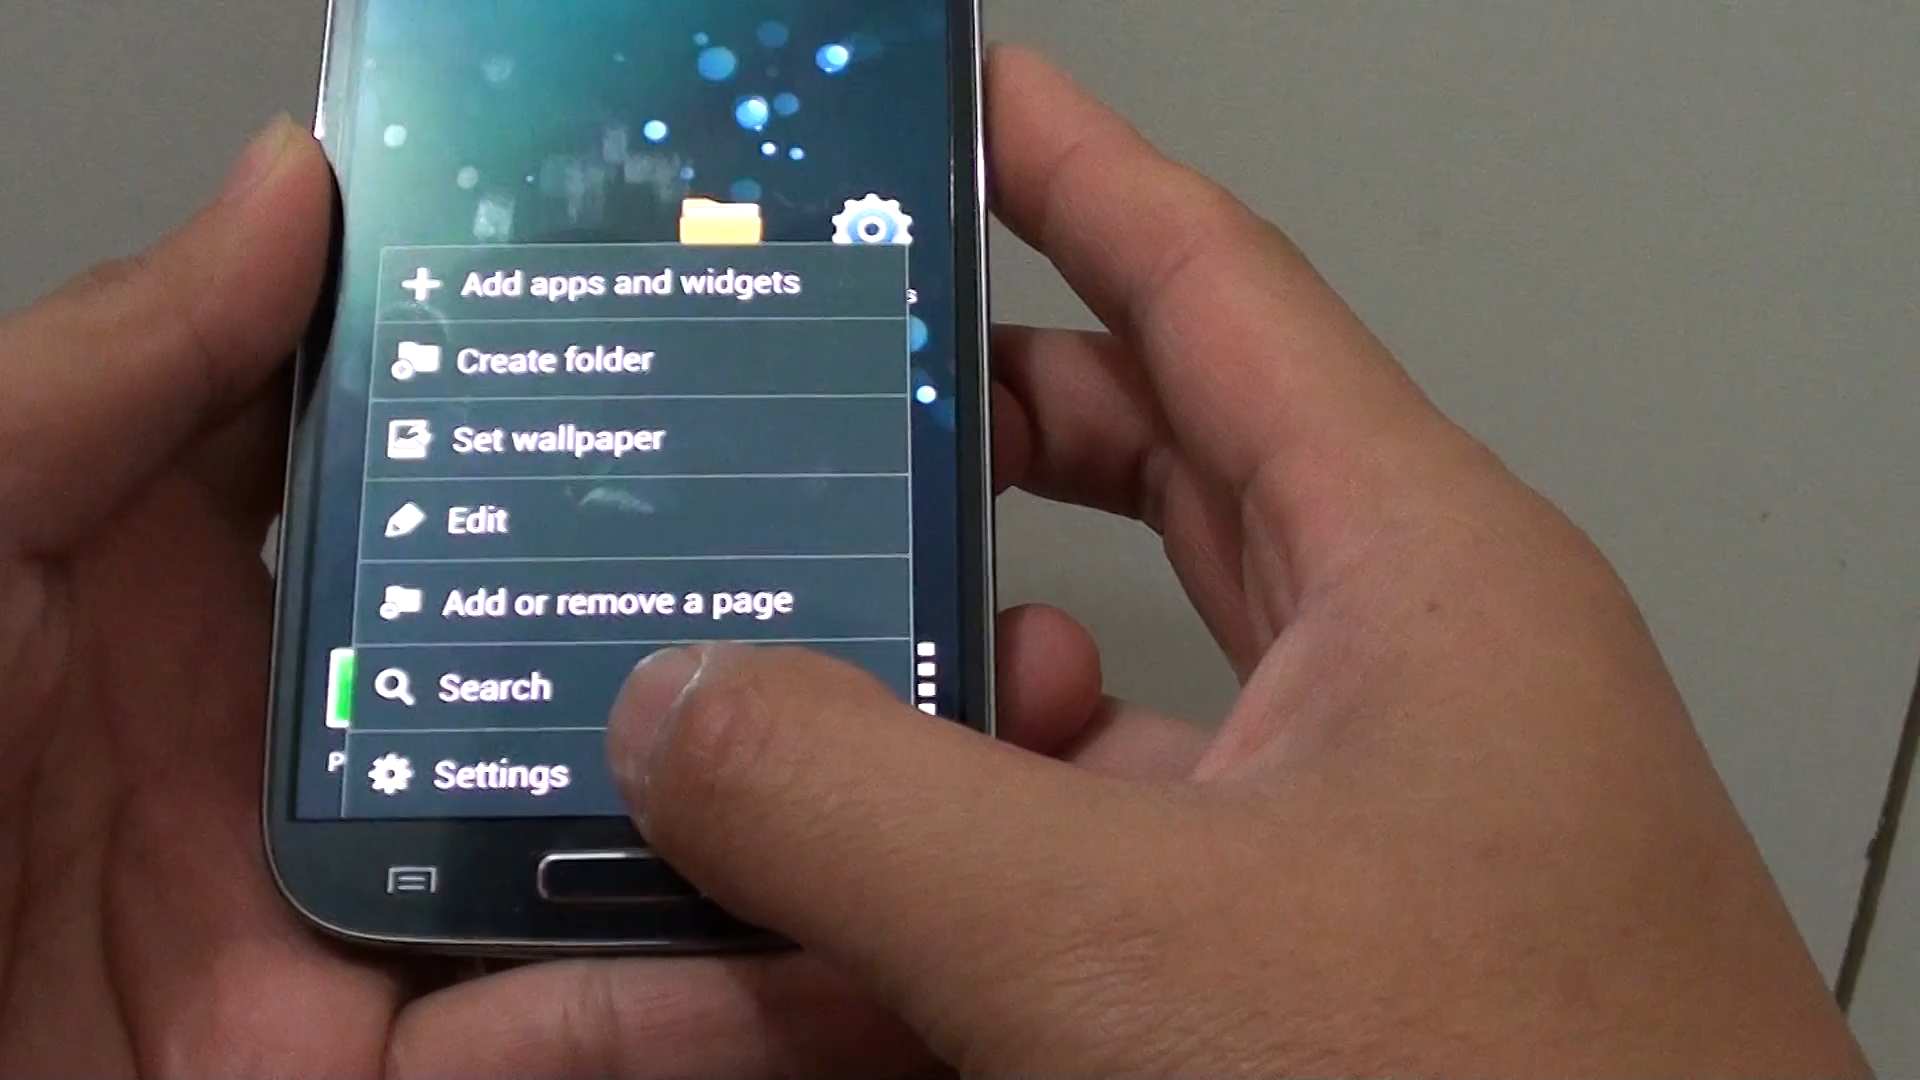 Add apps and widgets
s
Create folder
Set wallpaper
Edit
Add or remove a page
Search
P
Settings